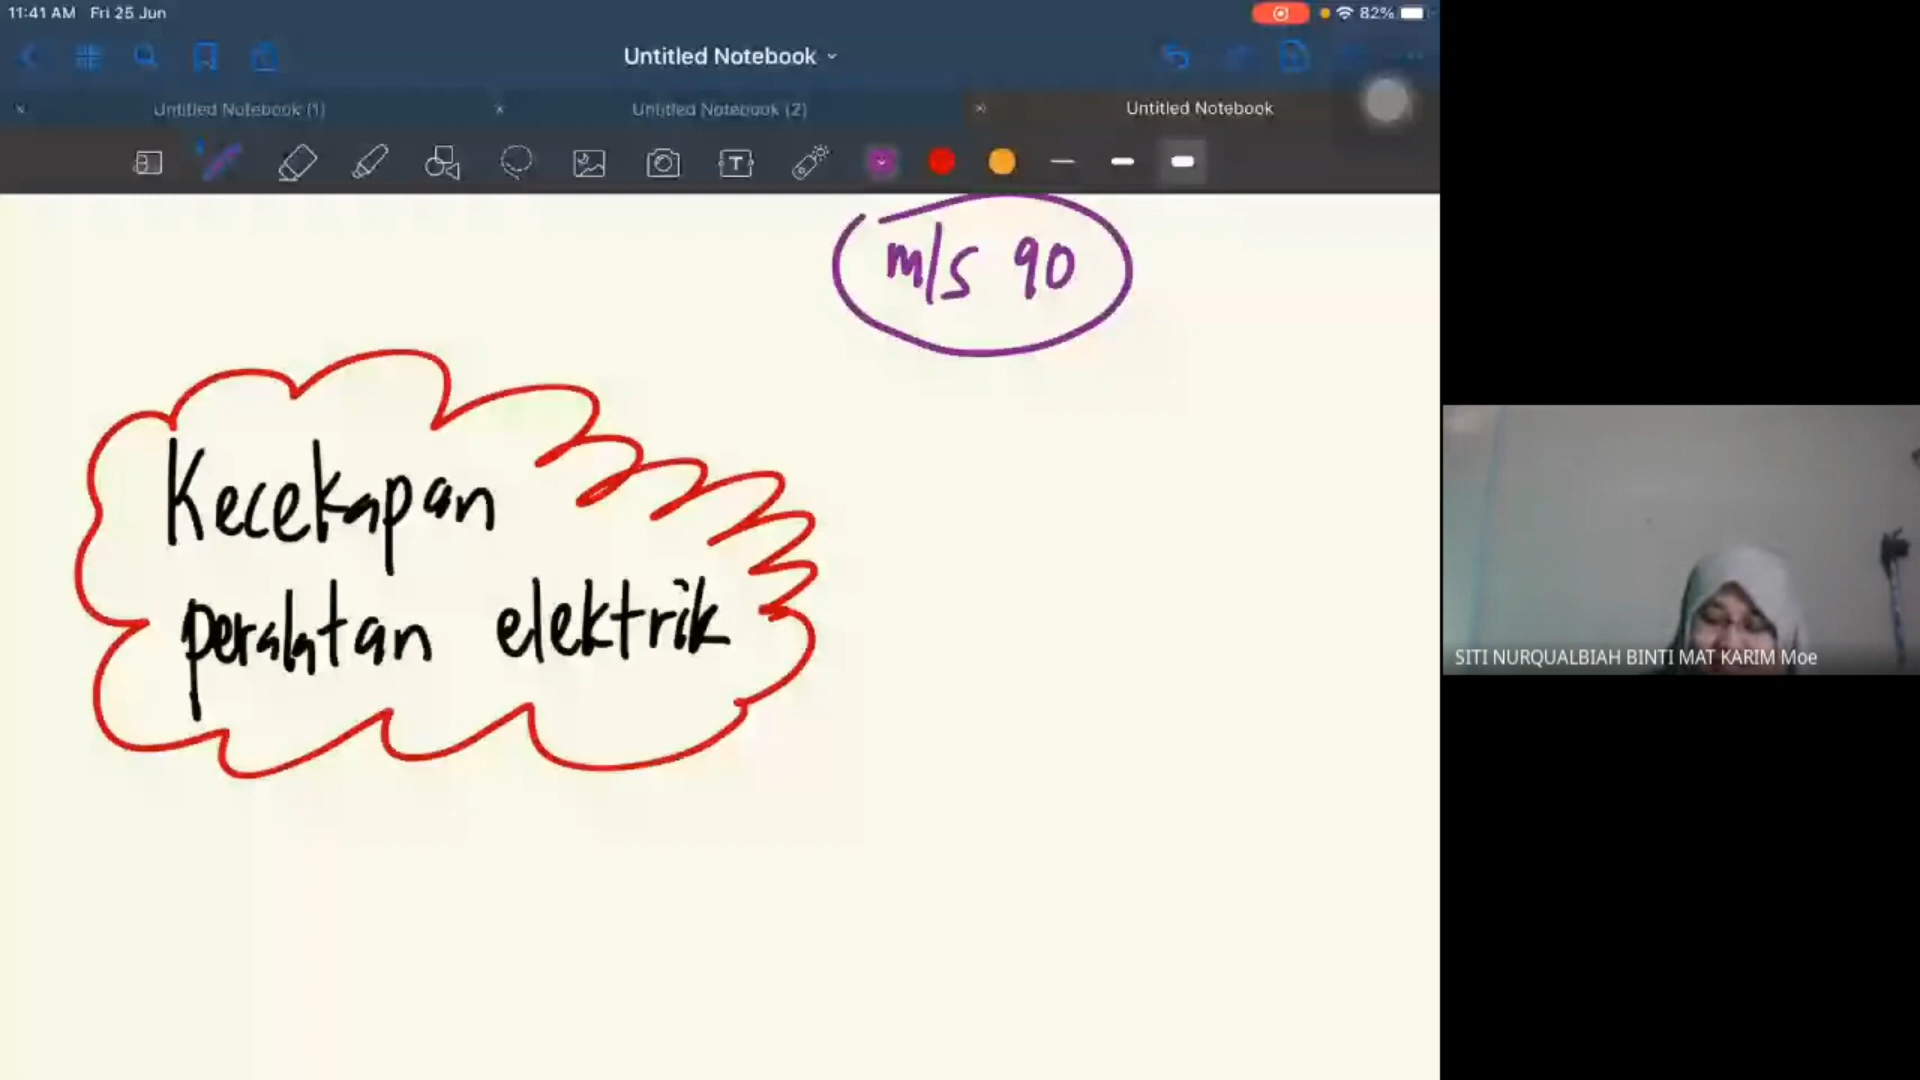 11:41 AM Fri 25 Jun
82%
Untitled Notebook
Untitled Notebook (1)
Untitled Notebook (2)
Untitled Notebook
T
m/s 90
Kecekapan
peralatan elektrik
SITI NURQUALBIAH BINTI MAT KARIM Moe